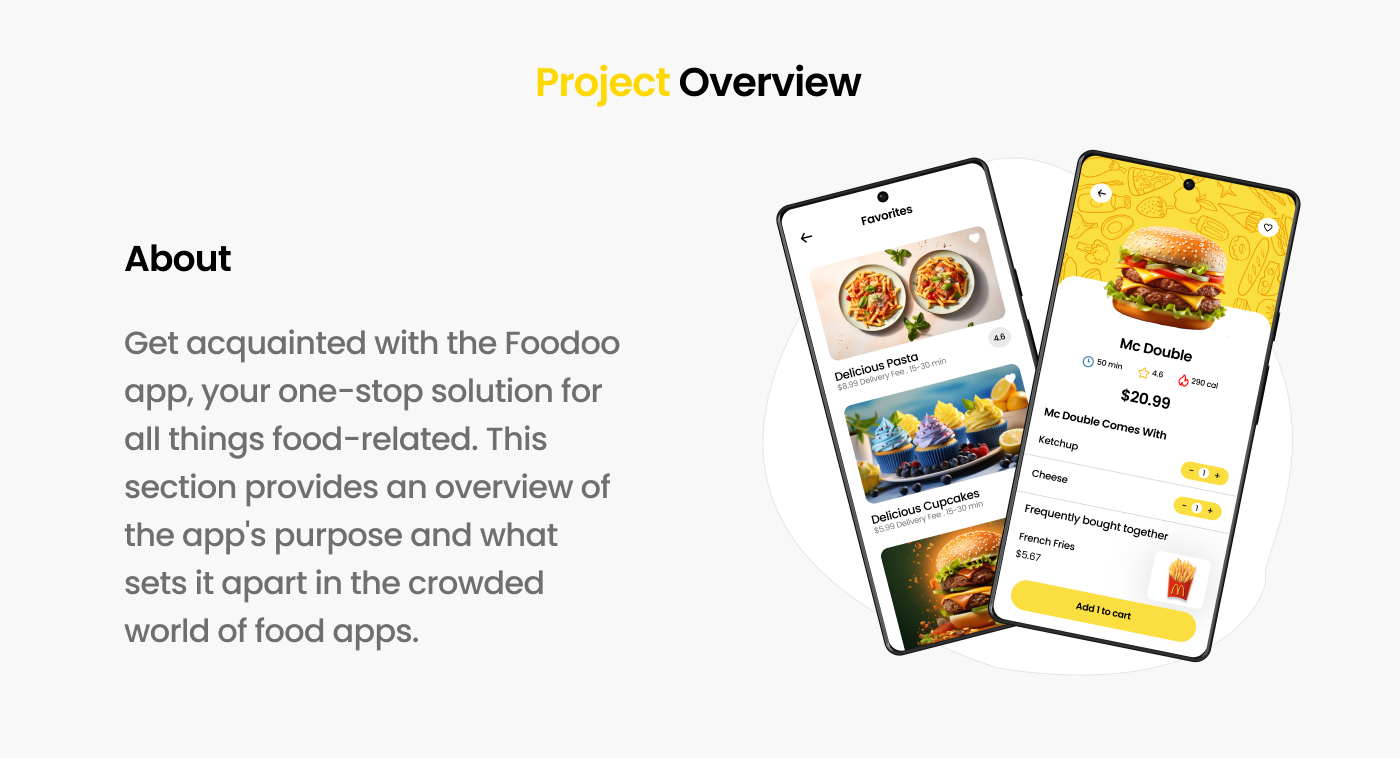 Project Overview
About
Get acquainted with the Foodoo
app, your one-stop solution for
all things food-related. This
section provides an overview of
the app's purpose and what
sets it apart in the crowded
world of food apps.
Favorites
Delicious Pasta
4.6
$8.99 Delivery Fee . 15-30 min
Delicious Cupcakes
$5.99 Delivery Fee . 15-30 min
Mc Double
50 min
4.6
290 cal
$20.99
Mc Double Comes With
Ketchup
- 1 +
Cheese
- 1 +
Frequently bought together
French Fries
$5.67
Add 1 to cart